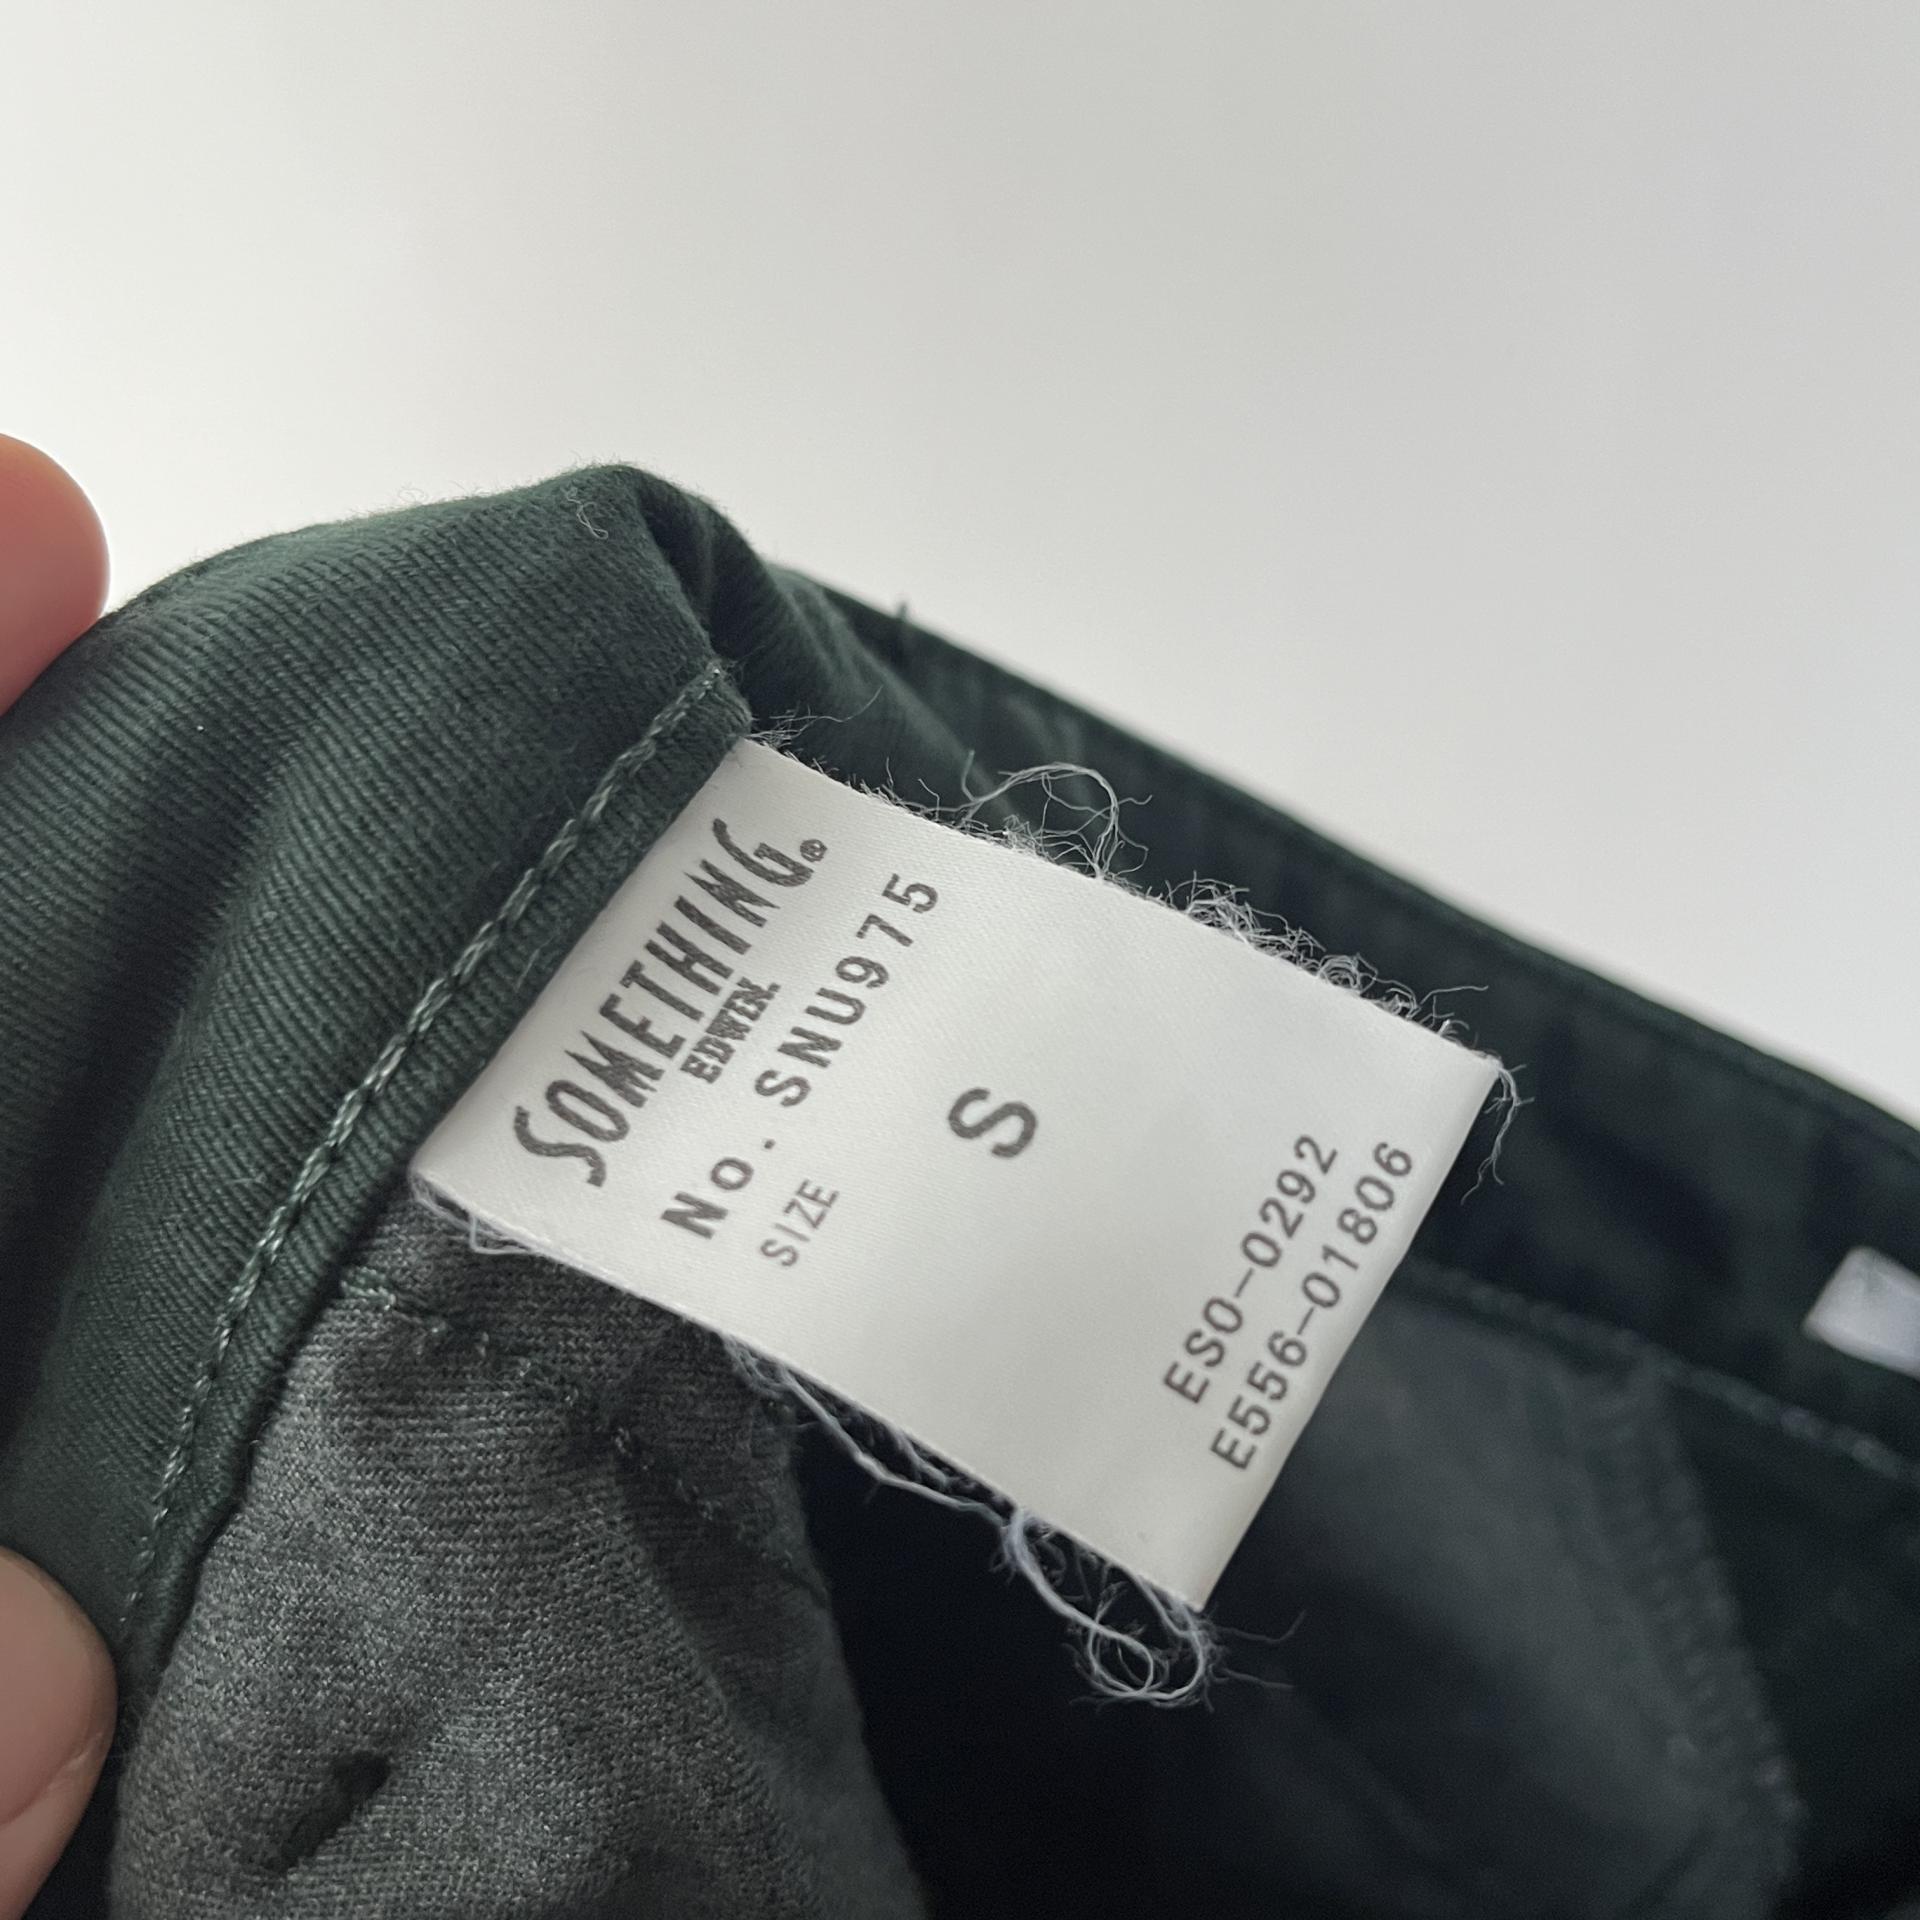 SOMETHING®
EDWIN.
No. SNU975
SIZE
S
ESO-0292
E556-01806